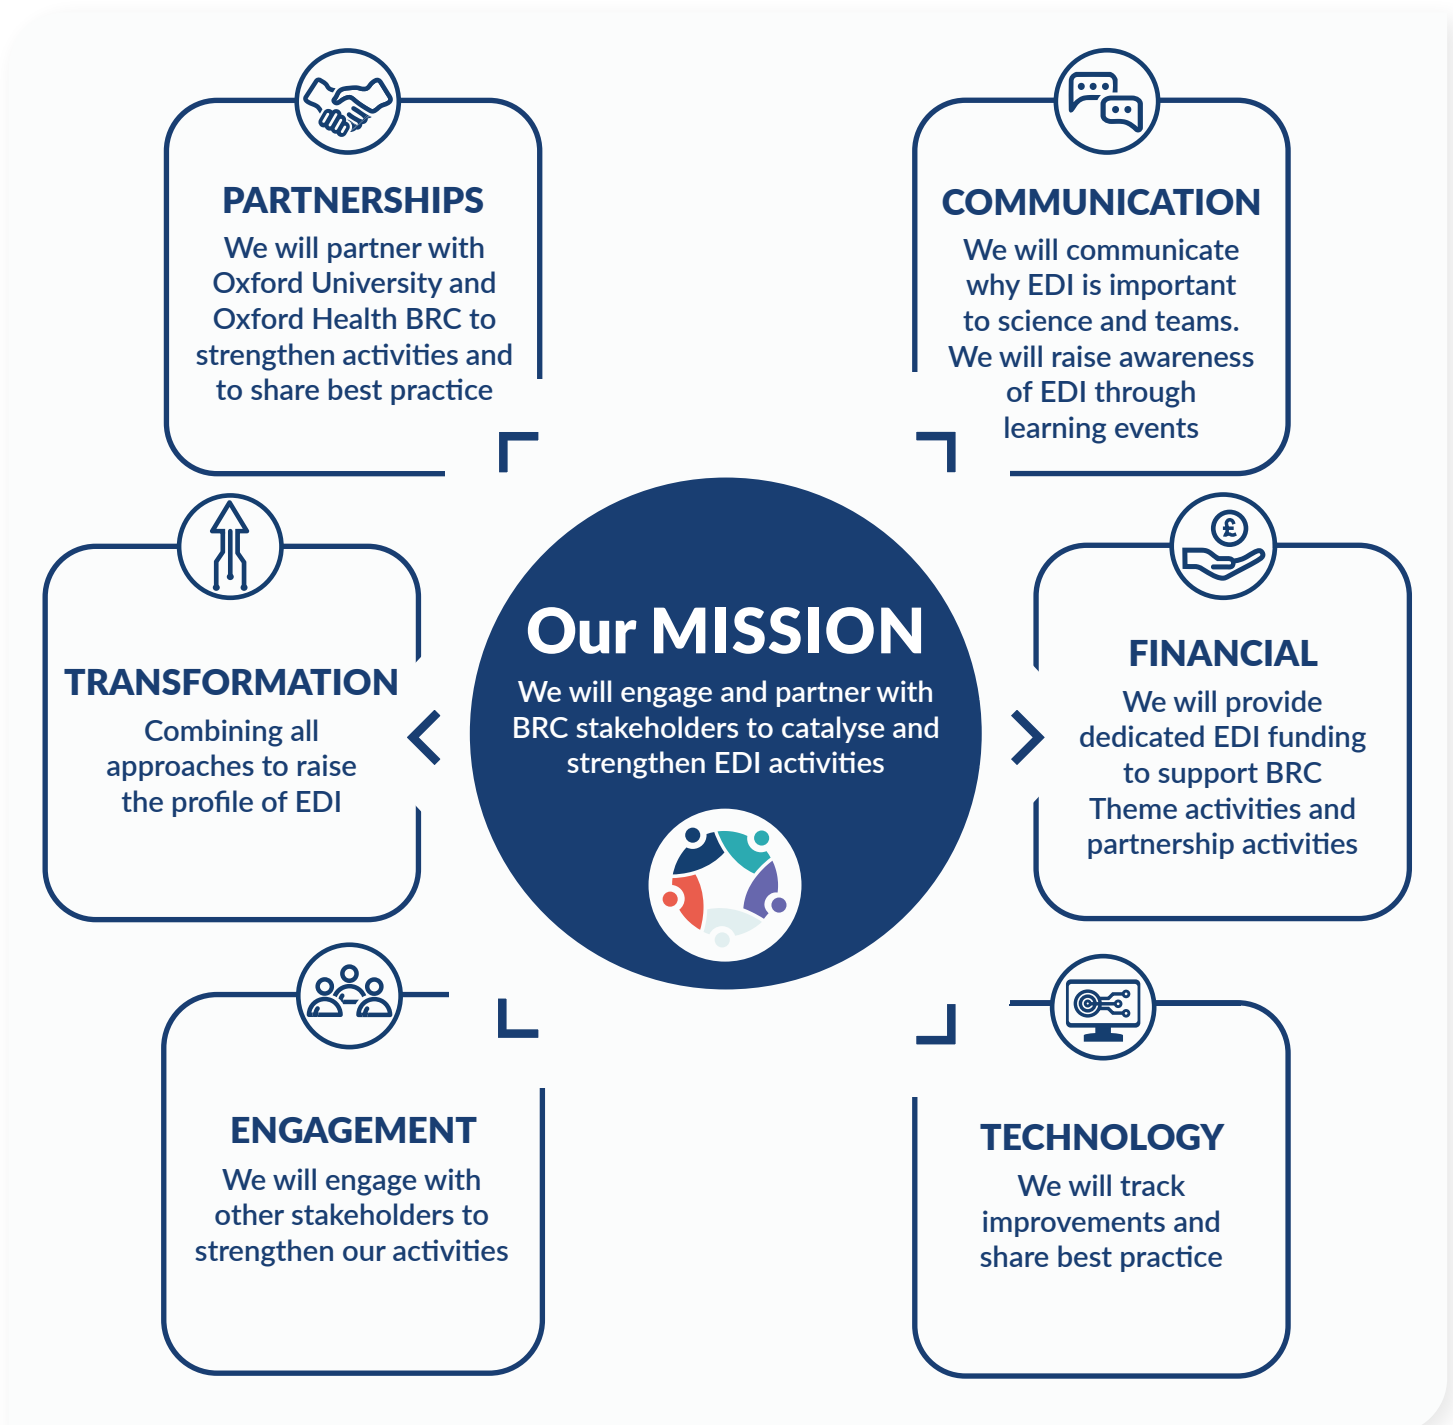 PARTNERSHIPS
We will partner with
Oxford University and
Oxford Health BRC to
strengthen activities and
to share best practice
COMMUNICATION
We will communicate
why EDI is important
to science and teams.
We will raise awareness
of EDI through
learning events
TRANSFORMATION
Combining all
approaches to raise
the profile of EDI
Our MISSION
We will engage and partner with
BRC stakeholders to catalyse and
strengthen EDI activities
£
FINANCIAL
We will provide
dedicated EDI funding
to support BRC
Theme activities and
partnership activities
ENGAGEMENT
We will engage with
other stakeholders to
strengthen our activities
TECHNOLOGY
We will track
improvements and
share best practice